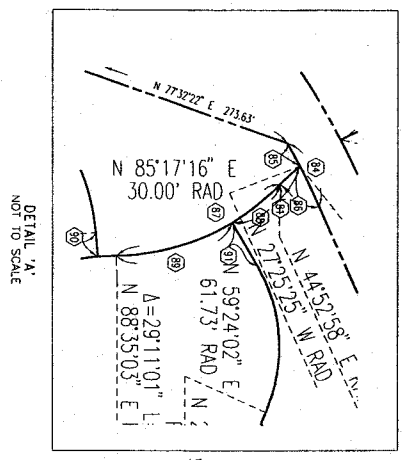 N 77°32'22" E 273.63'
84
85
86
N 85°17'16" E
30.00' RAD
87
88
N 44°52'58" E
N 27°25'25" W RAD
91
N 59°24'02" E
61.73' RAD
89
Δ=29°11'01" L
N 88°35'03" E
90
DETAIL 'A'
NOT TO SCALE